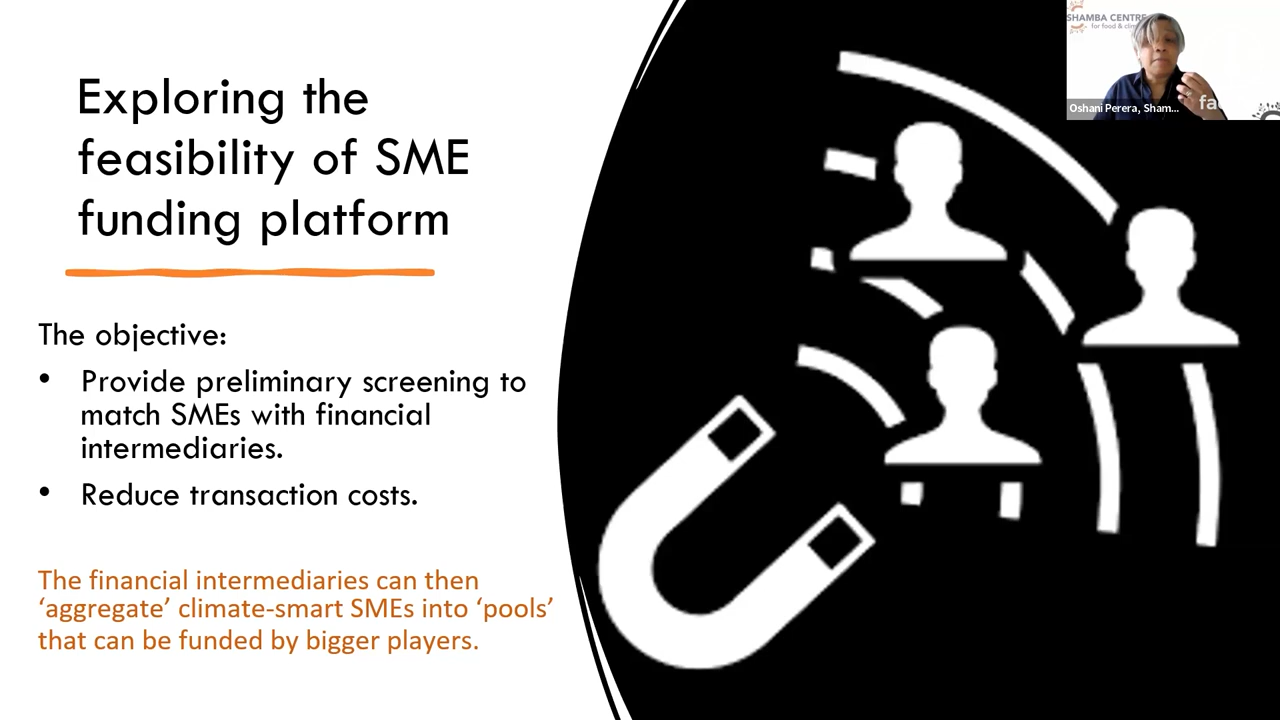 Exploring the
feasibility of SME
funding platform
The objective:
• Provide preliminary screening to
match SMEs with financial
intermediaries.
• Reduce transaction costs.
The financial intermediaries can then
‘aggregate’ climate-smart SMEs into ‘pools’
that can be funded by bigger players.
SHAMBA CENTRE
for food &
Oshani Perera, Sham...